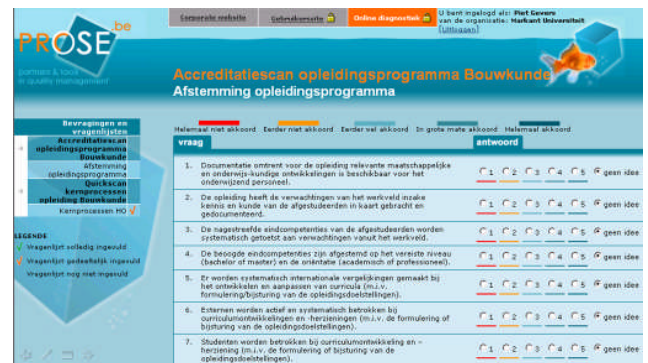 PROSE.be
partners & tools
in quality management
Corporate website
Gebruikerssite
Online diagnostiek
U bent ingelogd als: Piet Gevers
van de organisatie: Markant Universiteit
[Uitloggen]
Accreditatiescan opleidingsprogramma Bouwkunde
Afstemming opleidingsprogramma
Bevragingen en
vragenlijsten
Accreditatiescan
opleidingsprogramma
Bouwkunde
Afstemming
opleidingsprogramma
Quickscan
kernprocessen
opleiding Bouwkunde
Kernprocessen HO
LEGENDE
Vragenlijst volledig ingevuld
Vragenlijst gedeeltelijk ingevuld
Vragenlijst nog niet ingevuld
Helemaal niet akkoord Eerder niet akkoord Eerder wel akkoord In grote mate akkoord Helemaal akkoord
vraag antwoord
1. Documentatie omtrent voor de opleiding relevante maatschappelijke
en onderwijs-kundige ontwikkelingen is beschikbaar voor het
onderwijzend personeel.
1 2 3 4 5 geen idee
2. De opleiding heeft de verwachtingen van het werkveld inzake
kennis en kunde van de afgestudeerden in kaart gebracht en
gedocumenteerd.
1 2 3 4 5 geen idee
3. De nagestreefde eindcompetenties van de afgestudeerden worden
systematisch getoetst aan verwachtingen vanuit het werkveld.
1 2 3 4 5 geen idee
4. De beoogde eindcompetenties zijn afgestemd op het vereiste niveau
(bachelor of master) en de oriëntatie (academisch of professioneel).
1 2 3 4 5 geen idee
5. Er worden systematisch internationale vergelijkingen gemaakt bij
het ontwikkelen en aanpassen van curricula (m.i.v.
formulering/bijsturing van de opleidingsdoelstellingen).
1 2 3 4 5 geen idee
6. Externen worden actief en systematisch betrokken bij
curriculumontwikkelingen en -herzieningen (m.i.v. de formulering of
bijsturing van de opleidingsdoelstellingen).
1 2 3 4 5 geen idee
7. Studenten worden betrokken bij curriculumontwikkeling en –
herziening (m.i.v. de formulering of bijsturing van de
opleidingsdoelstellingen).
1 2 3 4 5 geen idee